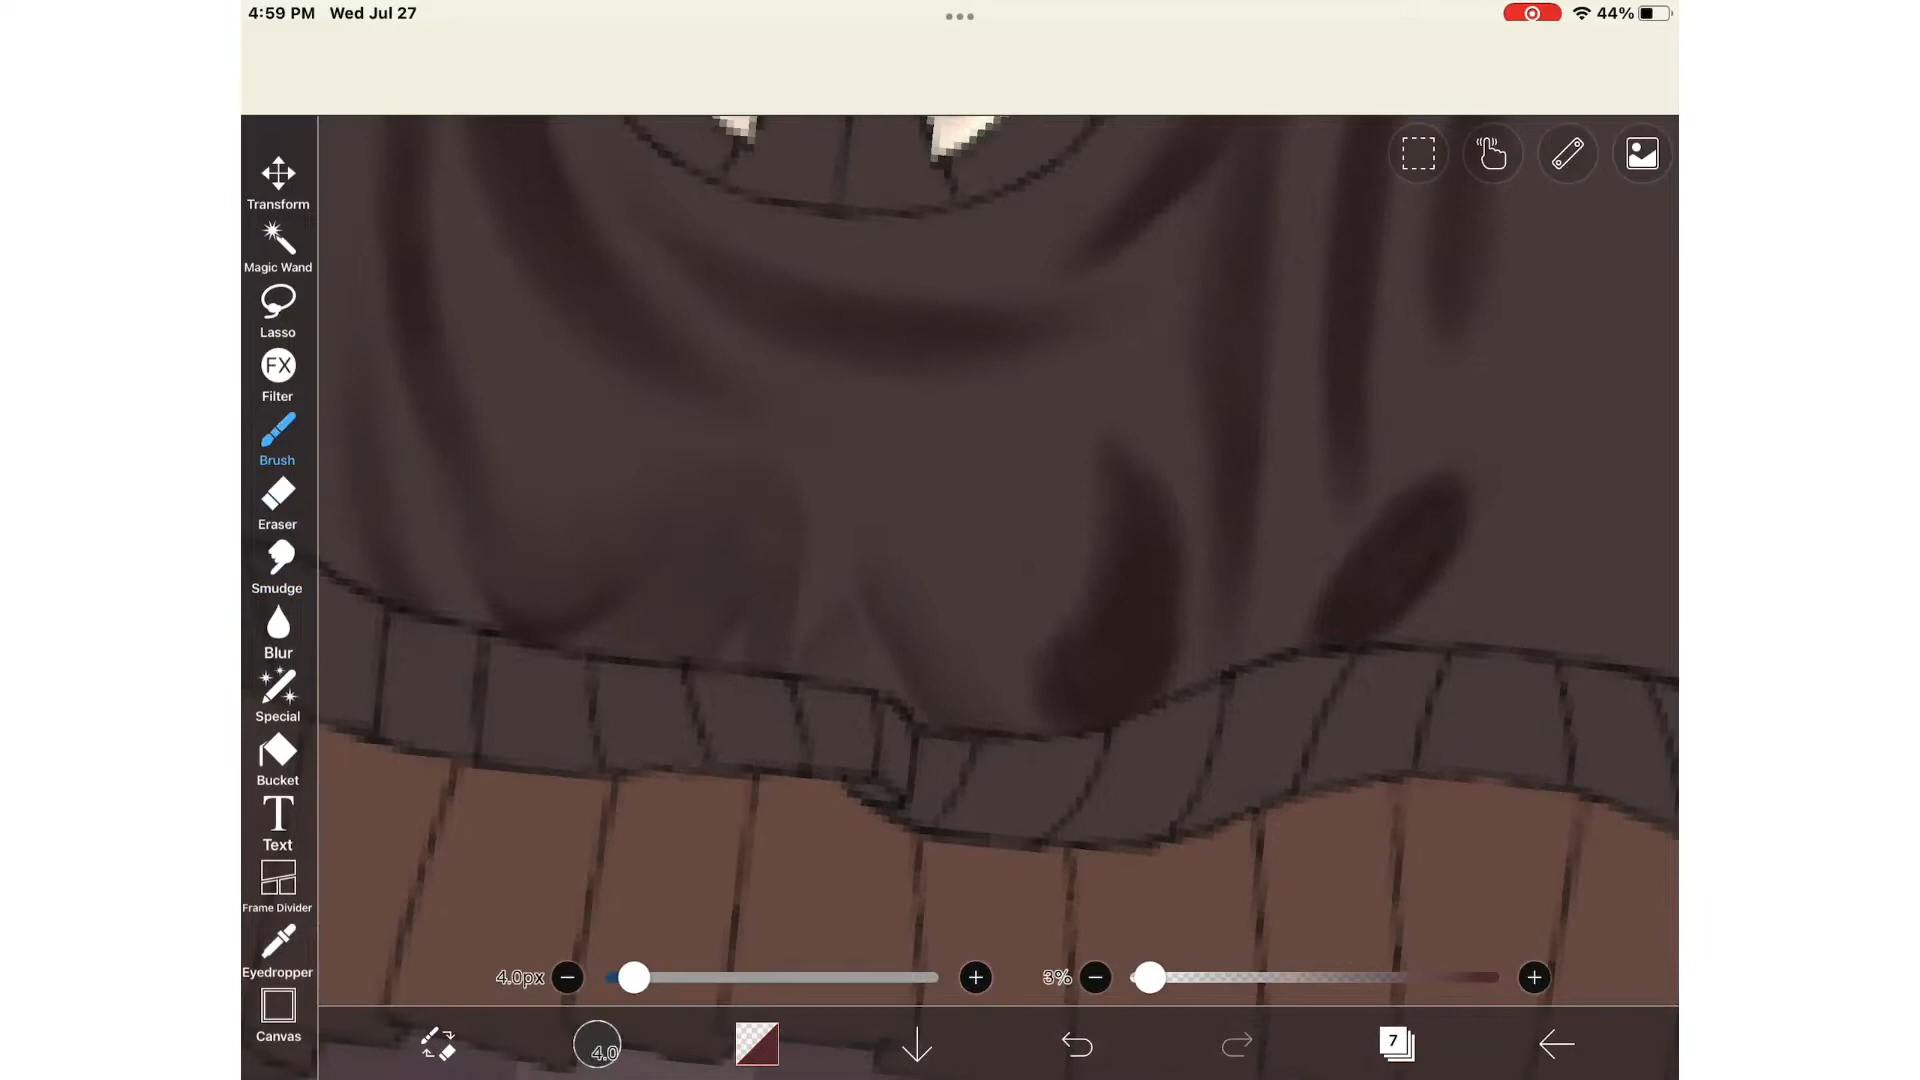 4:59 PM Wed Jul 27
44%
Transform
Magic Wand
Lasso
FX
Filter
Brush
Eraser
Smudge
Blur
Special
Bucket
T
Text
Frame Divider
Eyedropper
Canvas
4.0px
3%
4.0
7